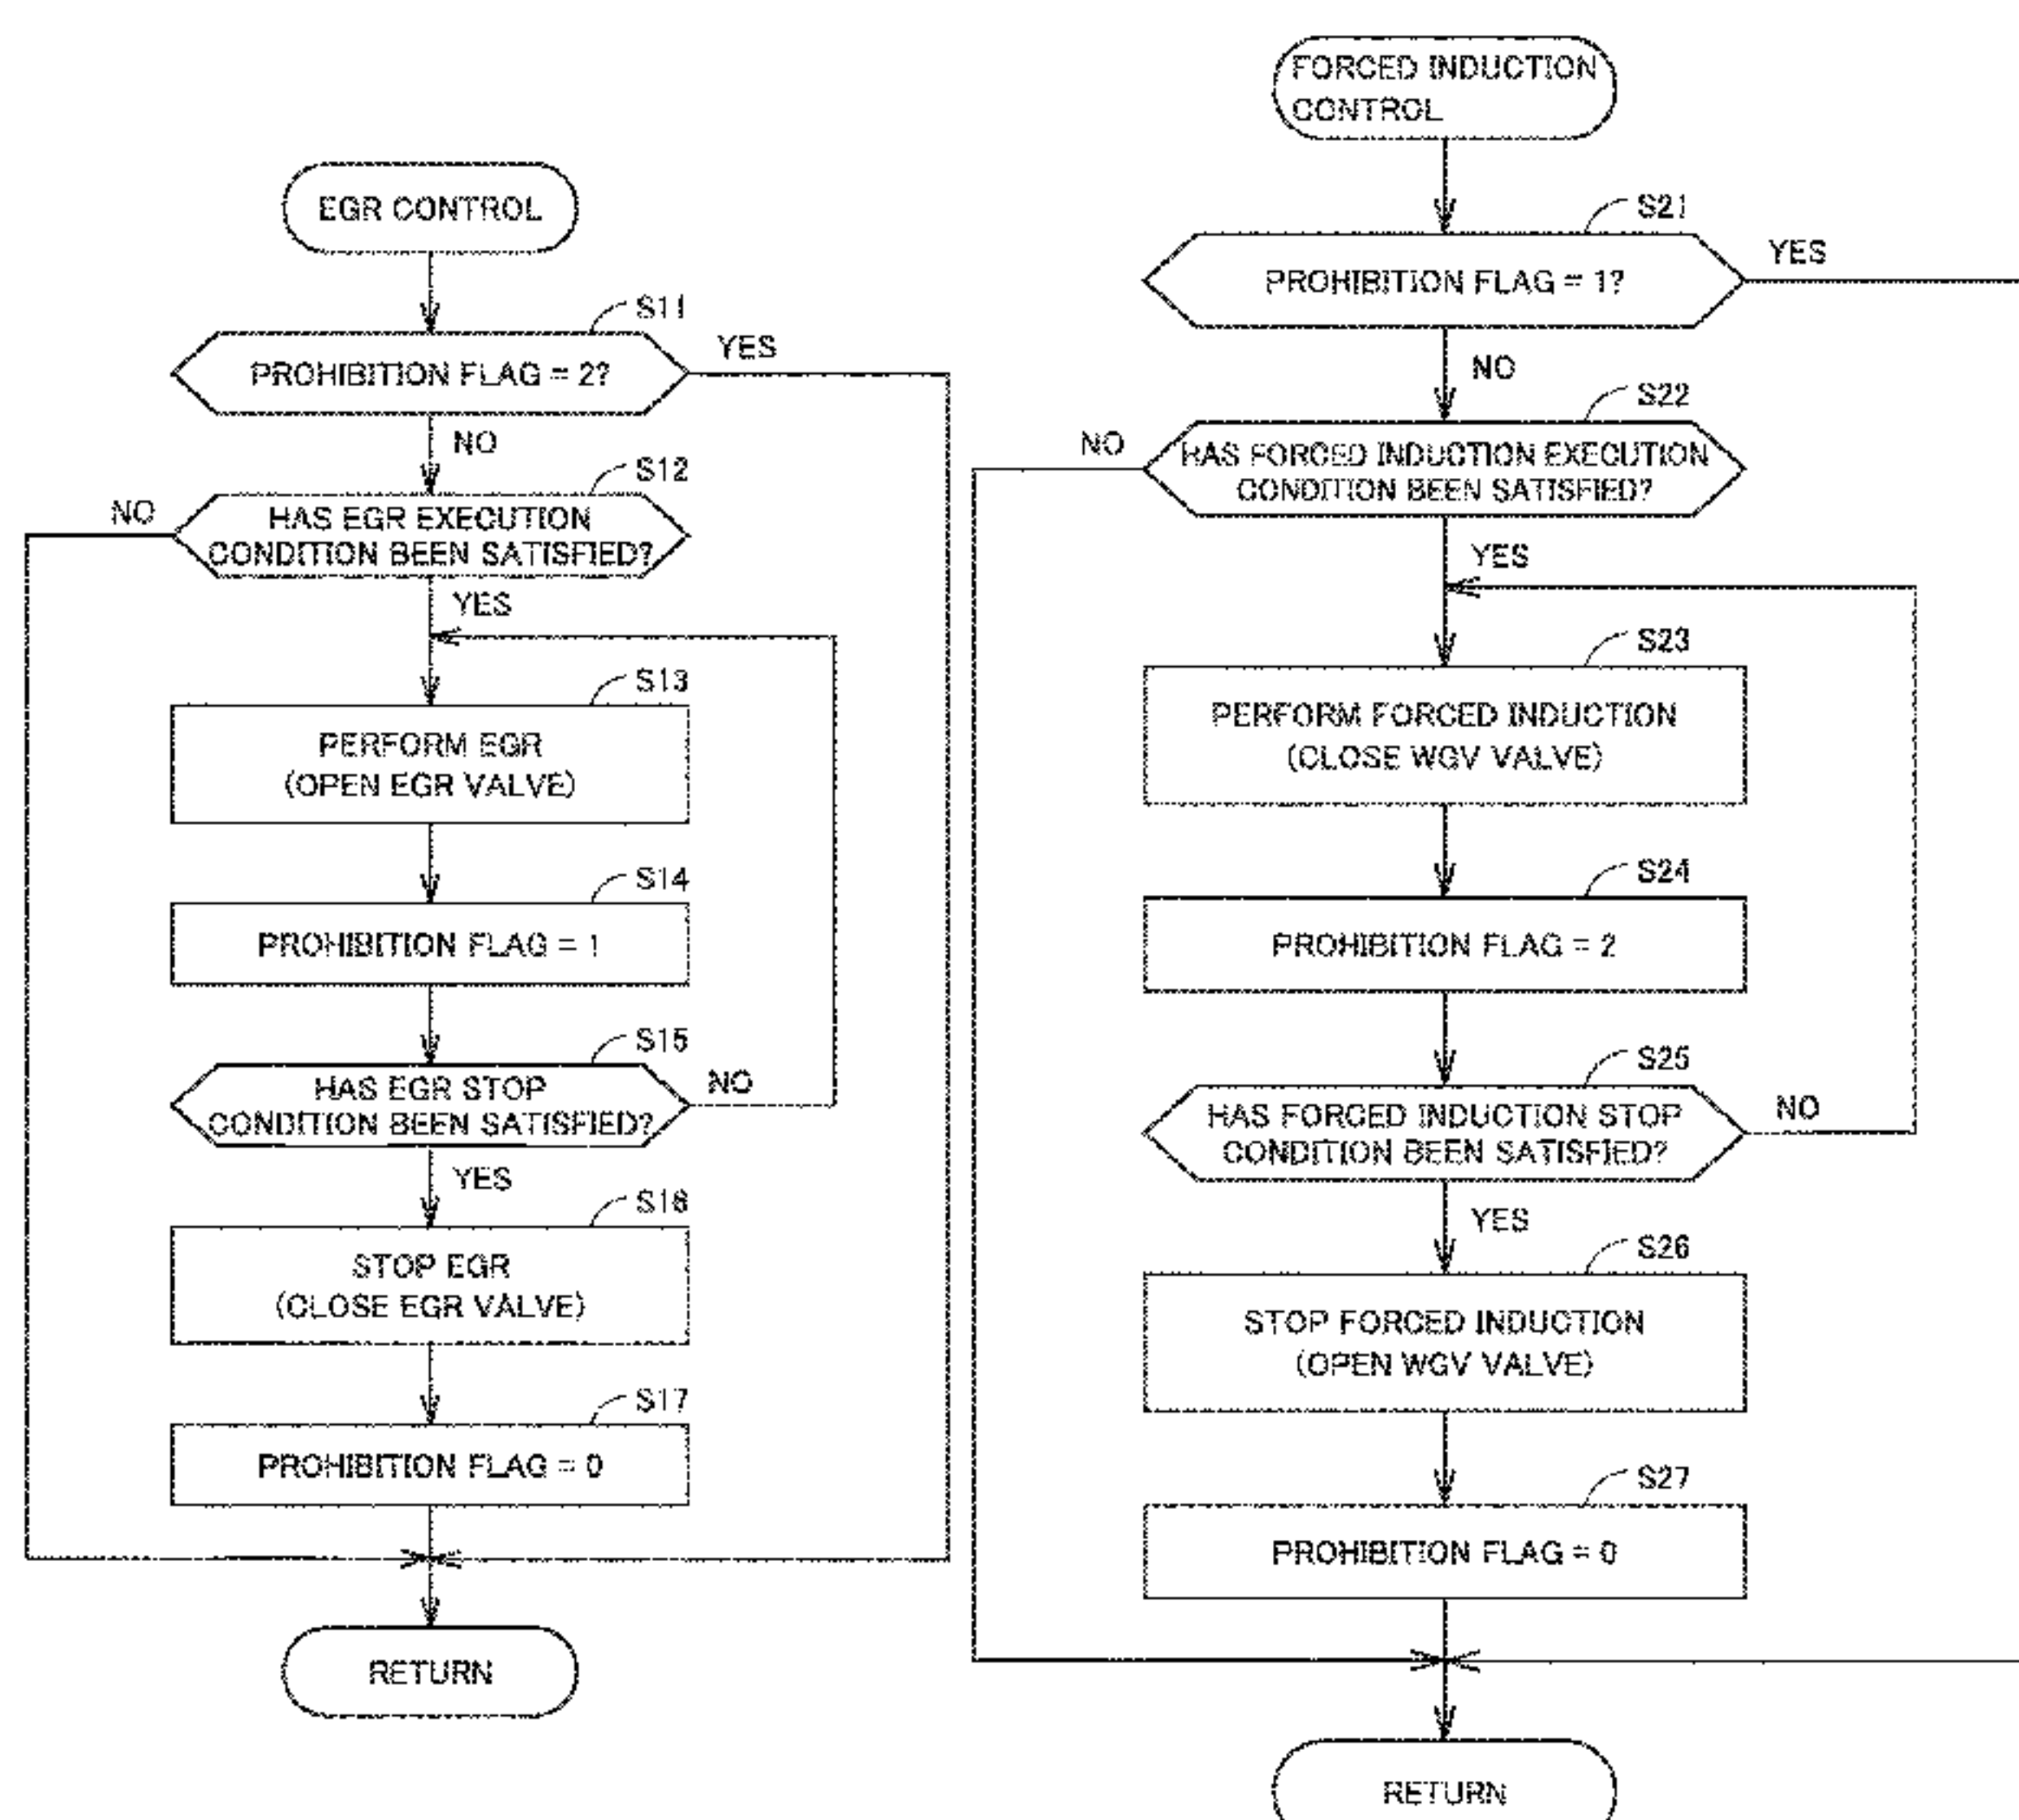 EGR CONTROL
S11
PROHIBITION FLAG = 2?
YES
NO
S12
NO
HAS EGR EXECUTION
CONDITION BEEN SATISFIED?
YES
S13
PERFORM EGR
(OPEN EGR VALVE)
S14
PROHIBITION FLAG = 1
S15
HAS EGR STOP
CONDITION BEEN SATISFIED?
NO
YES
S16
STOP EGR
(CLOSE EGR VALVE)
S17
PROHIBITION FLAG = 0
RETURN
FORCED INDUCTION
CONTROL
S21
PROHIBITION FLAG = 1?
YES
NO
S22
NO
HAS FORCED INDUCTION EXECUTION
CONDITION BEEN SATISFIED?
YES
S23
PERFORM FORCED INDUCTION
(CLOSE WGV VALVE)
S24
PROHIBITION FLAG = 2
S25
HAS FORCED INDUCTION STOP
CONDITION BEEN SATISFIED?
NO
YES
S26
STOP FORCED INDUCTION
(OPEN WGV VALVE)
S27
PROHIBITION FLAG = 0
RETURN